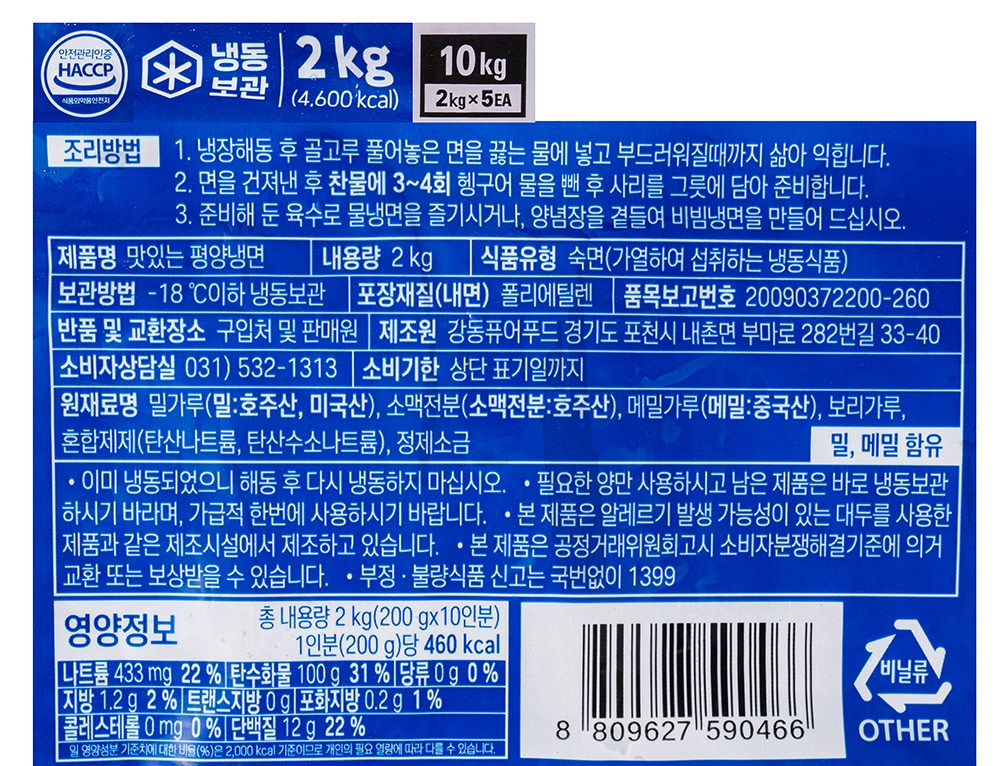 안전관리인증
HACCP
식품의약품안전처
냉동
보관
2 kg
(4,600 kcal)
10 kg
2kg×5EA
조리방법
1. 냉장해동 후 골고루 풀어놓은 면을 끓는 물에 넣고 부드러워질때까지 삶아 익힙니다.
2. 면을 건져낸 후 찬물에 3~4회 헹구어 물을 뺀 후 사리를 그릇에 담아 준비합니다.
3. 준비해 둔 육수로 물냉면을 즐기시거나, 양념장을 곁들여 비빔냉면을 만들어 드십시오.
제품명 맛있는 평양냉면 내용량 2 kg 식품유형 숙면(가열하여 섭취하는 냉동식품)
보관방법 -18 ℃이하 냉동보관 포장재질(내면) 폴리에틸렌 품목보고번호 20090372200-260
반품 및 교환장소 구입처 및 판매원 제조원 강동퓨어푸드 경기도 포천시 내촌면 부마로 282번길 33-40
소비자상담실 031) 532-1313 소비기한 상단 표기일까지
원재료명 밀가루(밀:호주산, 미국산), 소맥전분(소맥전분:호주산), 메밀가루(메밀:중국산), 보리가루,
혼합제제(탄산나트륨, 탄산수소나트륨), 정제소금
밀, 메밀 함유
• 이미 냉동되었으니 해동 후 다시 냉동하지 마십시오. • 필요한 양만 사용하시고 남은 제품은 바로 냉동보관
하시기 바라며, 가급적 한번에 사용하시기 바랍니다. • 본 제품은 알레르기 발생 가능성이 있는 대두를 사용한
제품과 같은 제조시설에서 제조하고 있습니다. • 본 제품은 공정거래위원회고시 소비자분쟁해결기준에 의거
교환 또는 보상받을 수 있습니다. • 부정·불량식품 신고는 국번없이 1399
영양정보
총 내용량 2 kg(200 gx10인분)
1인분(200 g)당 460 kcal
나트륨 433 mg 22 % 탄수화물 100 g 31 % 당류 0 g 0 %
지방 1.2 g 2 % 트랜스지방 0 g 포화지방 0.2 g 1 %
콜레스테롤 0 mg 0 % 단백질 12 g 22 %
일 영양성분 기준치에 대한 비율(%)은 2,000 kcal 기준이므로 개인의 필요 열량에 따라 다를 수 있습니다.
8 809627 590466
비닐류
OTHER